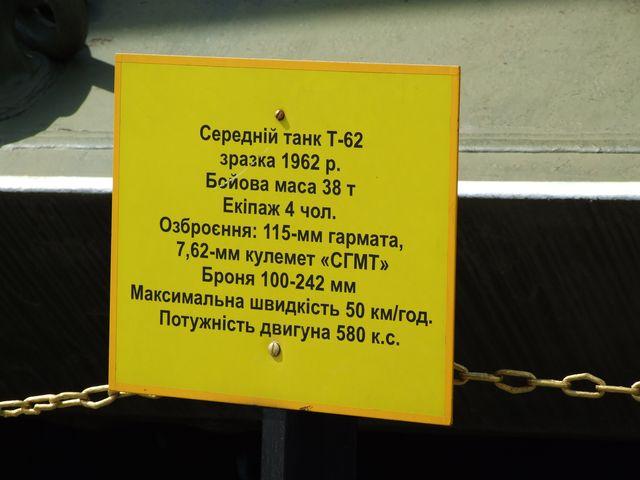 Середній танк Т-62
зразка 1962 р.
Бойова маса 38 т
Екіпаж 4 чол.
Озброєння: 115-мм гармата,
7,62-мм кулемет «СГМТ»
Броня 100-242 мм
Максимальна швидкість 50 км/год.
Потужність двигуна 580 к.с.